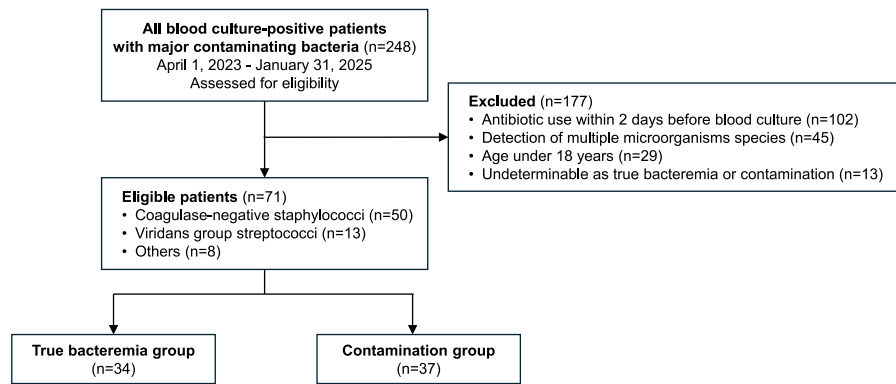 All blood culture-positive patients
with major contaminating bacteria (n=248)
April 1, 2023 - January 31, 2025
Assessed for eligibility
Excluded (n=177)
• Antibiotic use within 2 days before blood culture (n=102)
• Detection of multiple microorganisms species (n=45)
• Age under 18 years (n=29)
• Undeterminable as true bacteremia or contamination (n=13)
Eligible patients (n=71)
• Coagulase-negative staphylococci (n=50)
• Viridans group streptococci (n=13)
• Others (n=8)
True bacteremia group
(n=34)
Contamination group
(n=37)